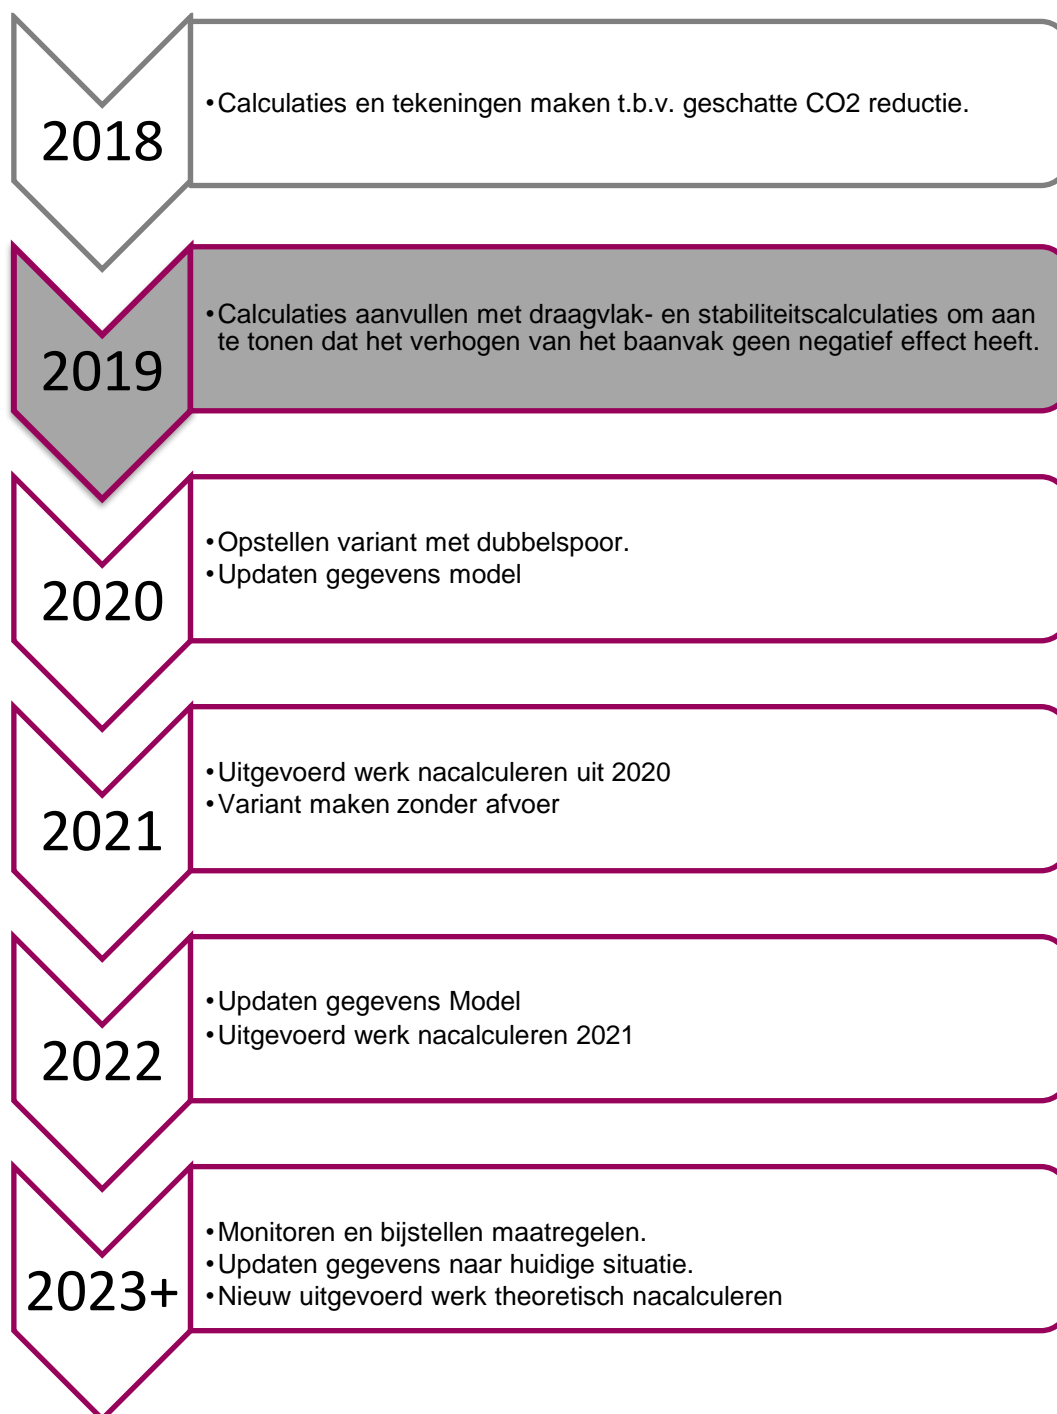 2018
•Calculaties en tekeningen maken t.b.v. geschatte CO2 reductie.
2019
•Calculaties aanvullen met draagvlak- en stabiliteitscalculaties om aan
te tonen dat het verhogen van het baanvak geen negatief effect heeft.
2020
•Opstellen variant met dubbelspoor.
•Updaten gegevens model
2021
•Uitgevoerd werk nacalculeren uit 2020
•Variant maken zonder afvoer
2022
•Updaten gegevens Model
•Uitgevoerd werk nacalculeren 2021
2023+
•Monitoren en bijstellen maatregelen.
•Updaten gegevens naar huidige situatie.
•Nieuw uitgevoerd werk theoretisch nacalculeren